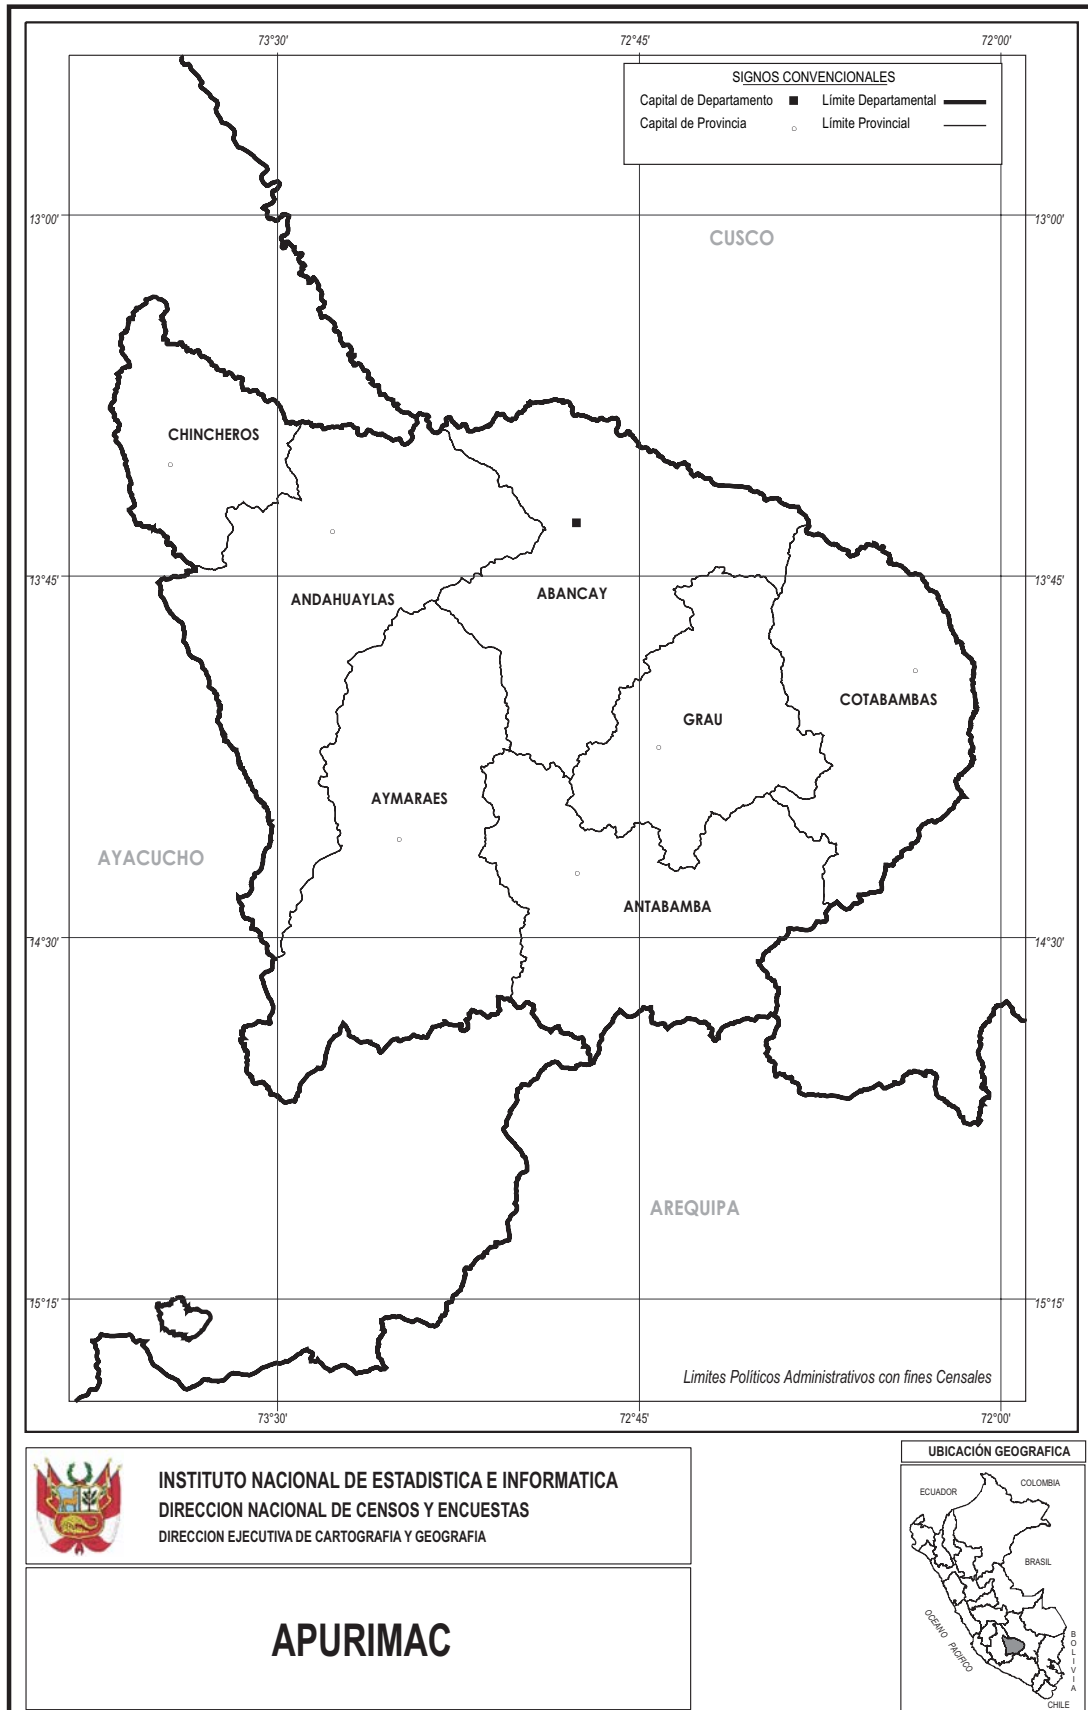 73°30' 72°45' 72°00'
SIGNOS CONVENCIONALES
Capital de Departamento Límite Departamental
Capital de Provincia Límite Provincial
13°00' 13°00'
CUSCO
CHINCHEROS
13°45' 13°45'
ANDAHUAYLAS
ABANCAY
COTABAMBAS
GRAU
AYMARAES
AYACUCHO
ANTABAMBA
14°30' 14°30'
AREQUIPA
15°15' 15°15'
Limites Políticos Administrativos con fines Censales
73°30' 72°45' 72°00'
INSTITUTO NACIONAL DE ESTADISTICA E INFORMATICA
DIRECCION NACIONAL DE CENSOS Y ENCUESTAS
DIRECCION EJECUTIVA DE CARTOGRAFIA Y GEOGRAFIA
APURIMAC
UBICACIÓN GEOGRAFICA
COLOMBIA
ECUADOR
BRASIL
OCEANO PACIFICO
BOLIVIA
CHILE